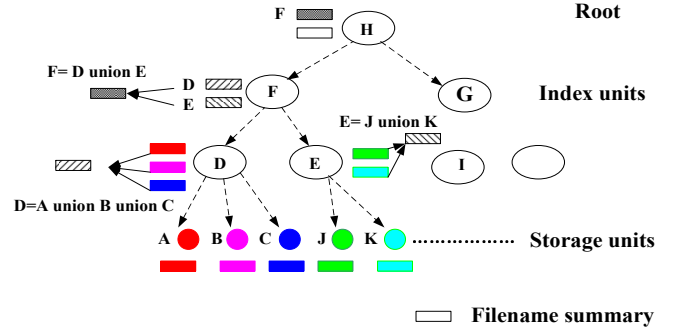 Root
F
H
F= D union E
D
E
F
G
Index units
E= J union K
D
E
I
D=A union B union C
A
B
C
J
K
Storage units
Filename summary